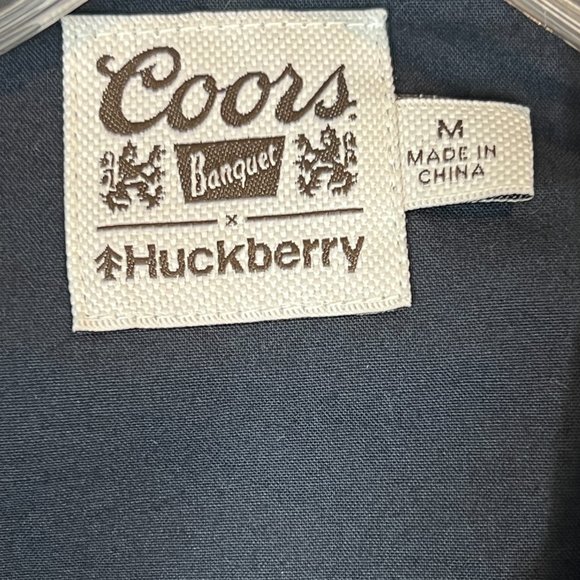 Coors
Banquet
x
Huckberry
M
MADE IN
CHINA